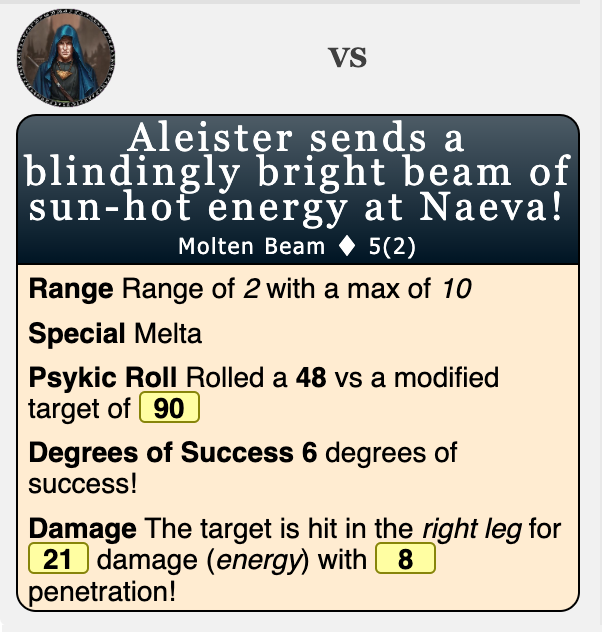 vs
Aleister sends a
blindingly bright beam of
sun-hot energy at Naeva!
Molten Beam ♦ 5(2)
Range Range of 2 with a max of 10
Special Melta
Psykic Roll Rolled a 48 vs a modified
target of 90
Degrees of Success 6 degrees of
success!
Damage The target is hit in the right leg for
21 damage (energy) with 8
penetration!